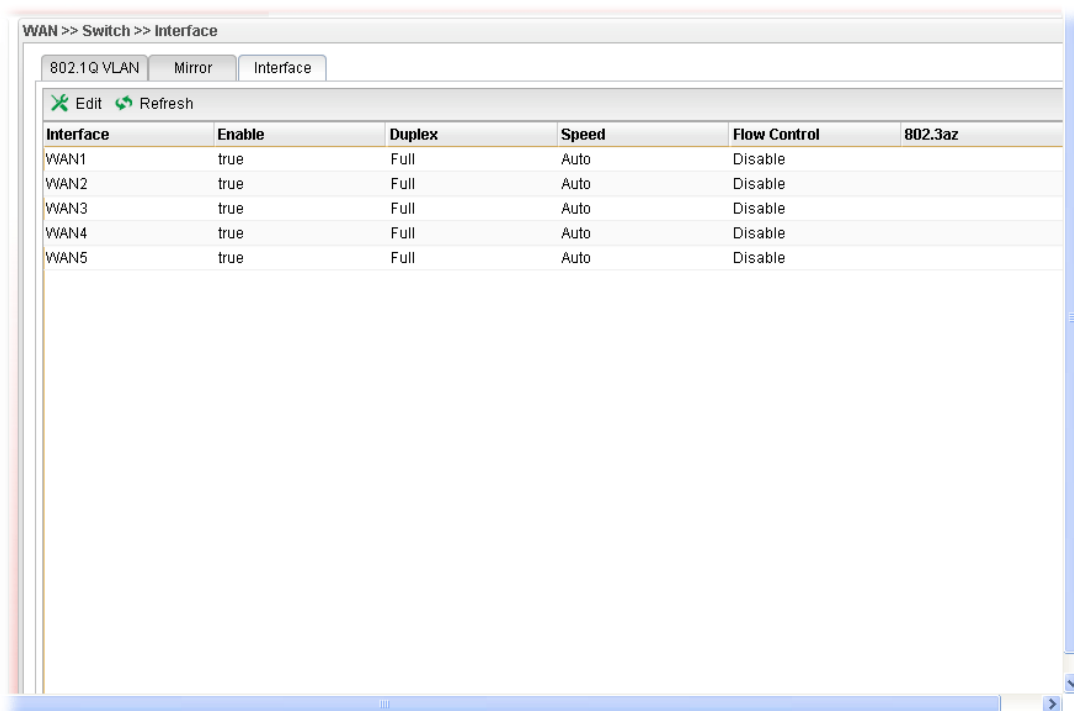 WAN >> Switch >> Interface
802.1Q VLAN Mirror Interface
Edit Refresh
Interface Enable Duplex Speed Flow Control 802.3az
WAN1 true Full Auto Disable
WAN2 true Full Auto Disable
WAN3 true Full Auto Disable
WAN4 true Full Auto Disable
WAN5 true Full Auto Disable